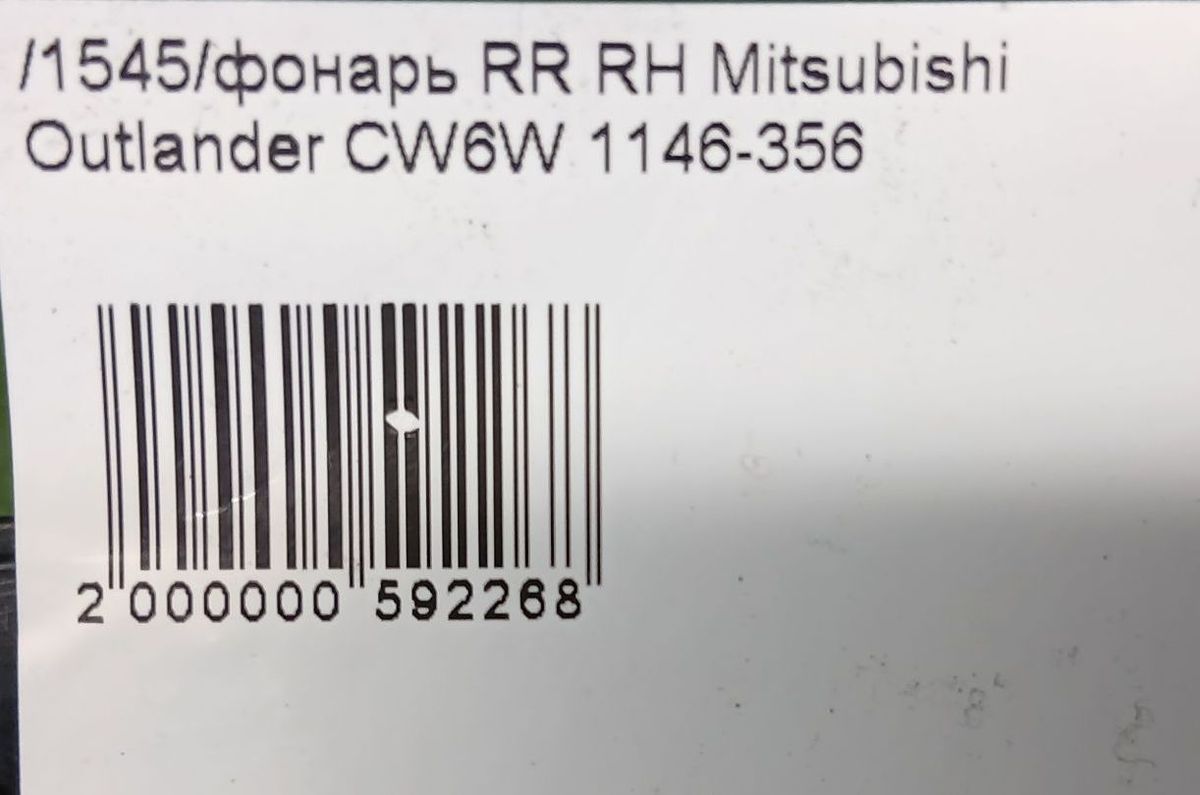 /1545/фонарь RR RH Mitsubishi
Outlander CW6W 1146-356
2 000000 592268